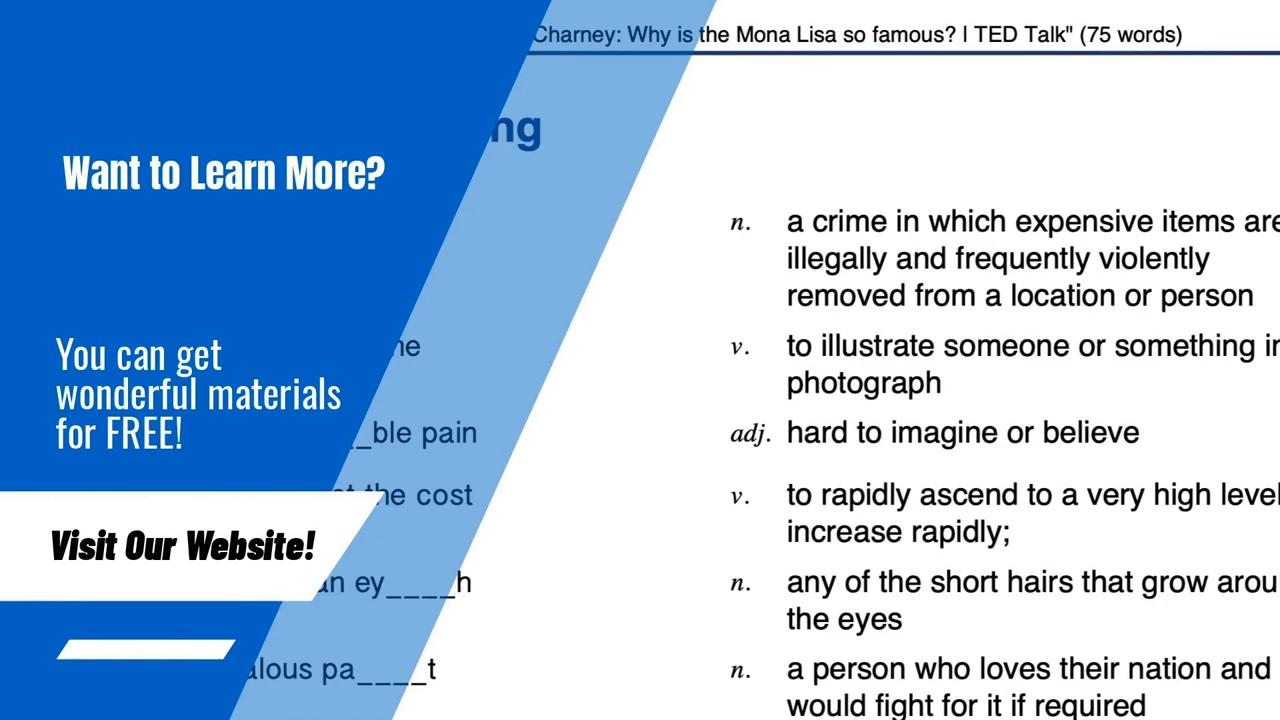 Charney: Why is the Mona Lisa so famous? | TED Talk" (75 words)
ng
Want to Learn More?
You can get
wonderful materials
for FREE!
Visit Our Website!
n. a crime in which expensive items are
illegally and frequently violently
removed from a location or person
he v. to illustrate someone or something in
photograph
_ble pain adj. hard to imagine or believe
the cost v. to rapidly ascend to a very high level
increase rapidly;
an ey____h n. any of the short hairs that grow arou
the eyes
alous pa____t n. a person who loves their nation and
would fight for it if required